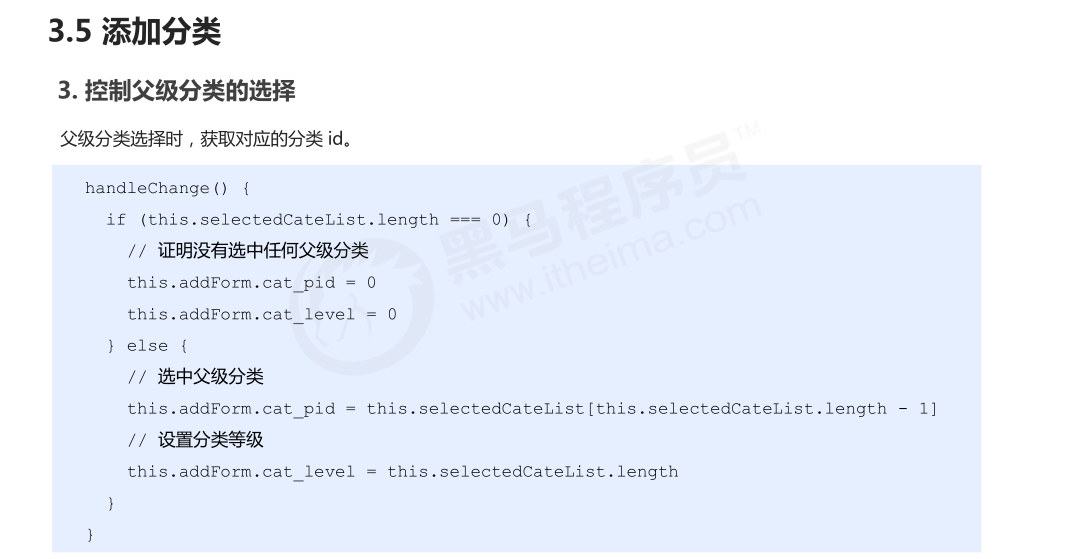 3.5 添加分类
3. 控制父级分类的选择
父级分类选择时，获取对应的分类 id。
handleChange() {
if (this.selectedCateList.length === 0) {
// 证明没有选中任何父级分类
this.addForm.cat_pid = 0
this.addForm.cat_level = 0
} else {
// 选中父级分类
this.addForm.cat_pid = this.selectedCateList[this.selectedCateList.length - 1]
// 设置分类等级
this.addForm.cat_level = this.selectedCateList.length
}
}
黑马程序员™
www.itheima.com